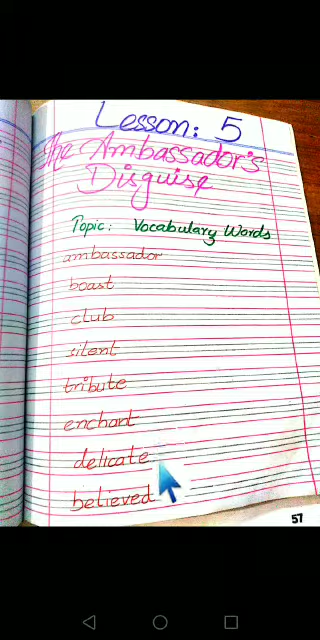 Lesson: 5
The Ambassador's
Disguise
Topic: Vocabulary Words
ambassador
boast
club
silent
tribute
enchant
delicate
believed
57